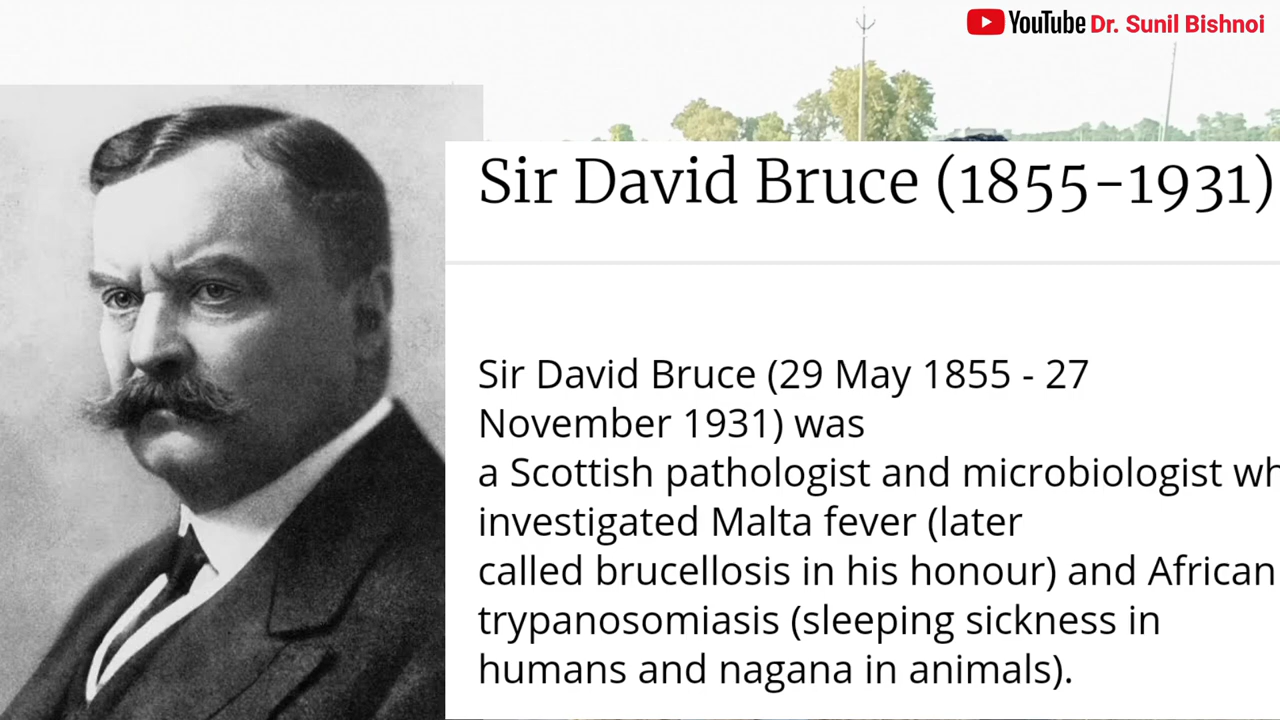 YouTube Dr. Sunil Bishnoi
Sir David Bruce (1855-1931)
Sir David Bruce (29 May 1855 - 27
November 1931) was
a Scottish pathologist and microbiologist wh
investigated Malta fever (later
called brucellosis in his honour) and African
trypanosomiasis (sleeping sickness in
humans and nagana in animals).